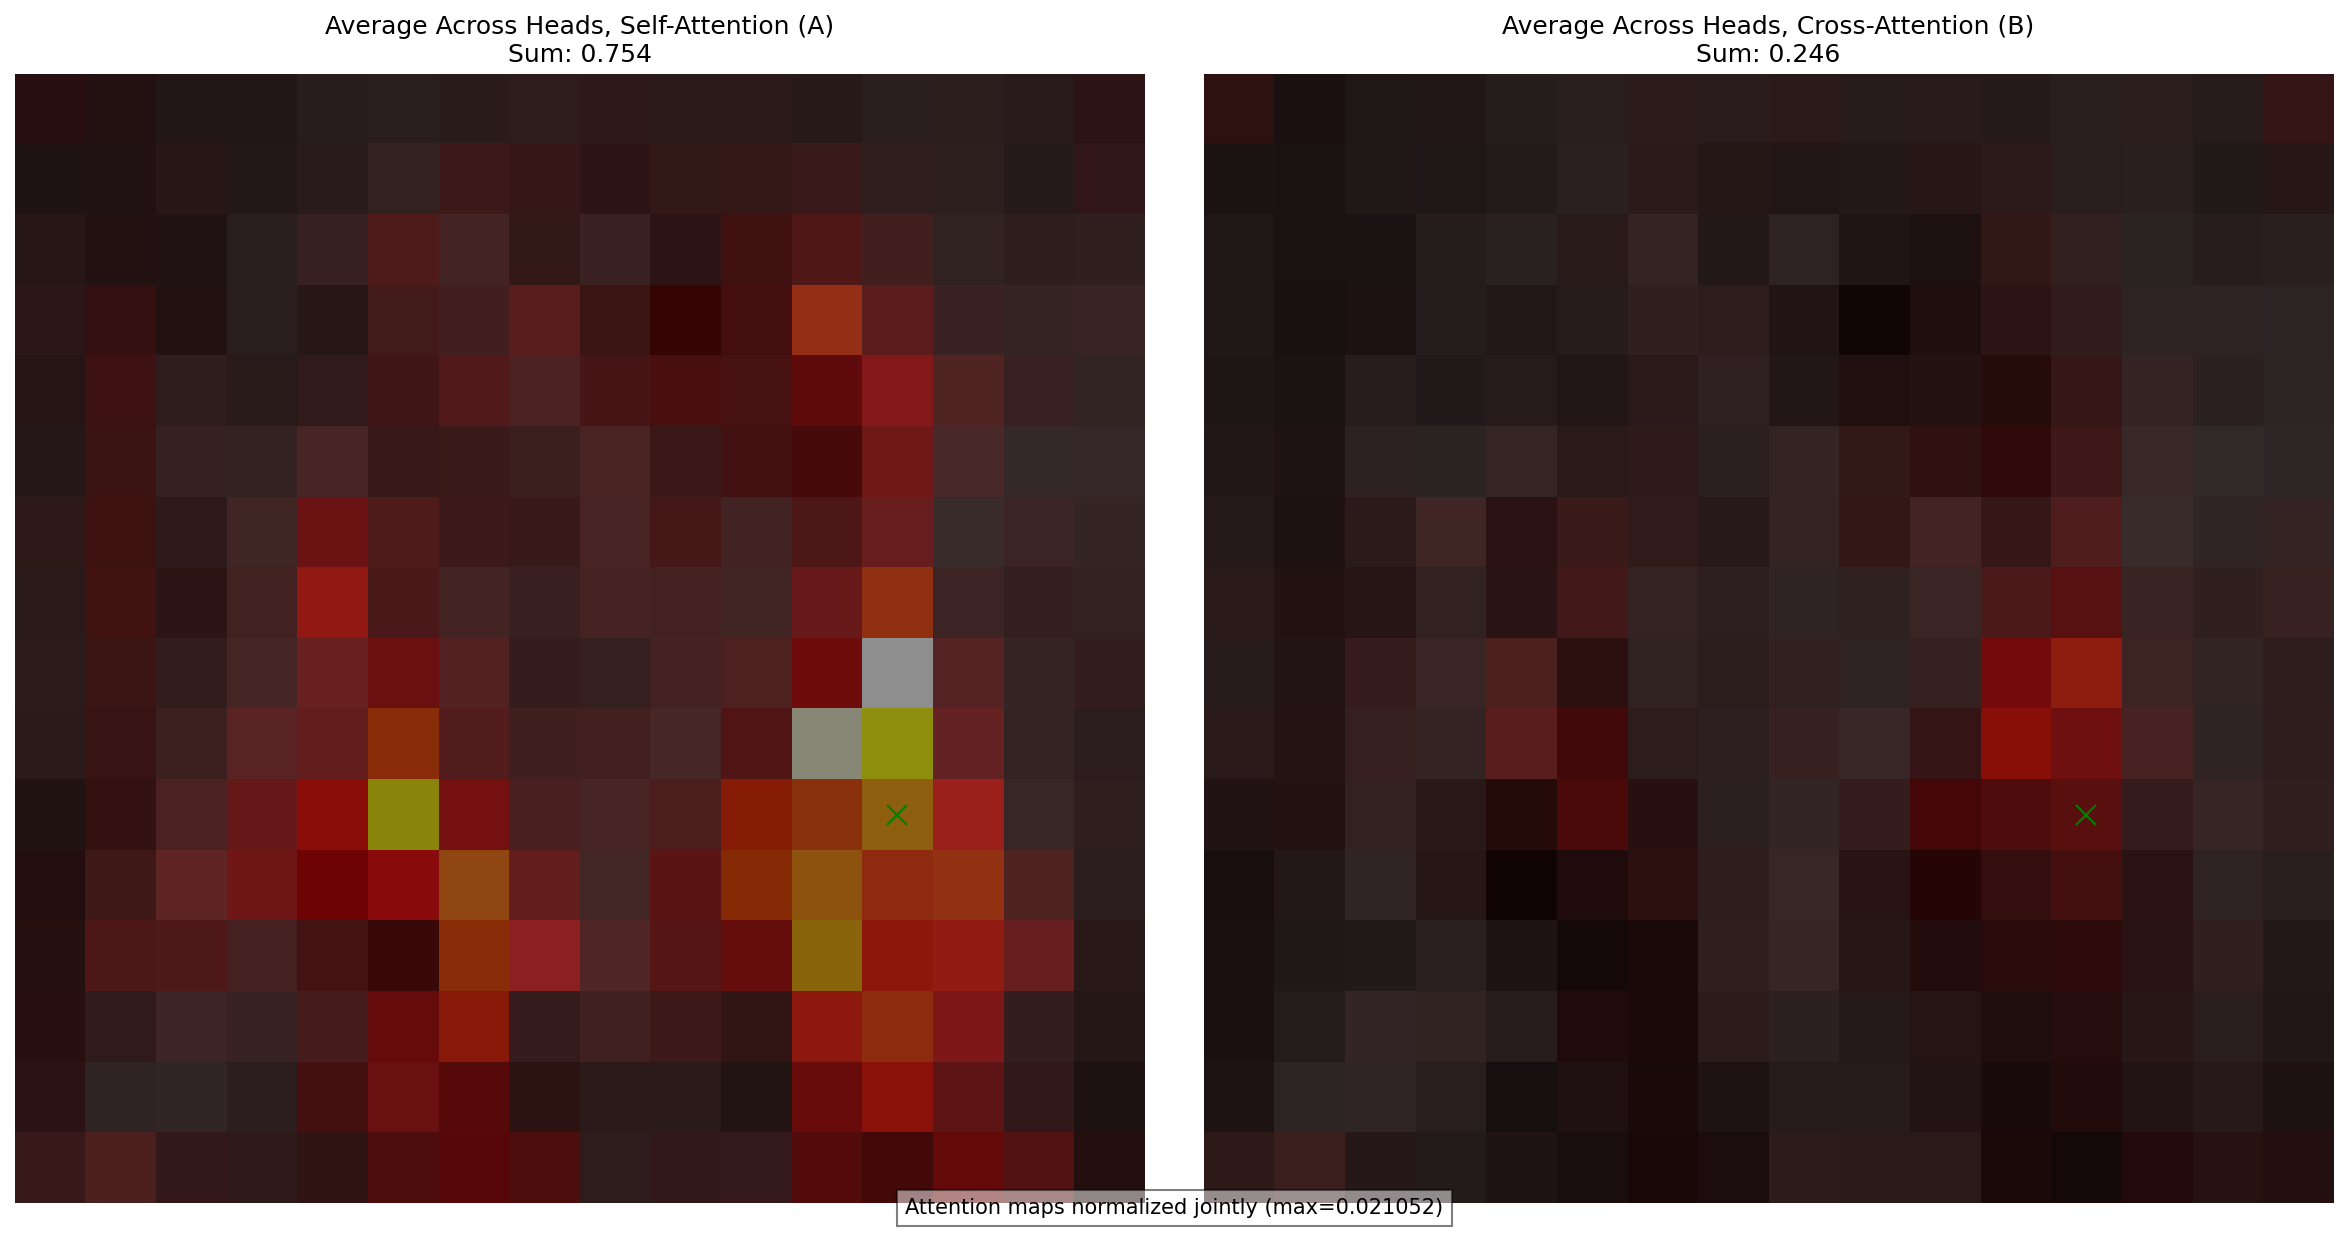 Average Across Heads, Self-Attention (A)
Sum: 0.754
Average Across Heads, Cross-Attention (B)
Sum: 0.246
Attention maps normalized jointly (max=0.021052)